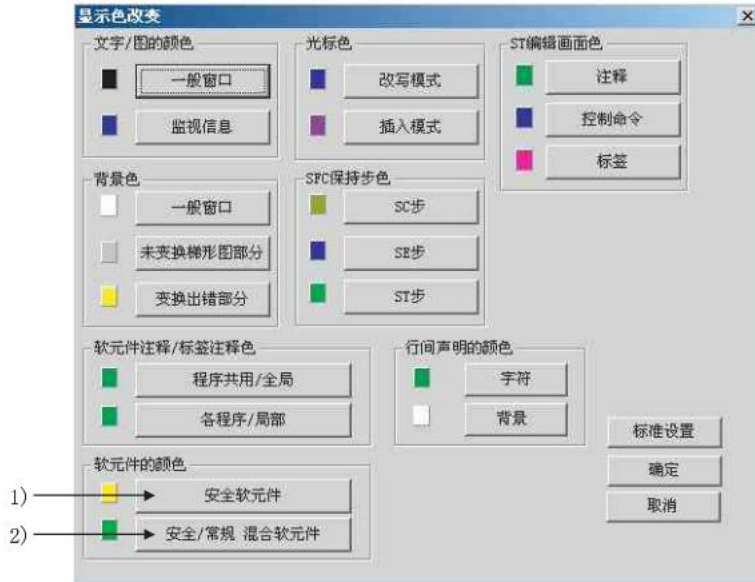 显示色改变
文字/图的颜色
一般窗口
监视信息
光标色
改写模式
插入模式
ST编辑画面色
注释
控制命令
标签
背景色
一般窗口
未变换梯形图部分
变换出错部分
SFC保持步色
SC步
SE步
ST步
软元件注释/标签注释色
程序共用/全局
各程序/局部
行间声明的颜色
字符
背景
软元件的颜色
1)
安全软元件
2)
安全/常规 混合软元件
标准设置
确定
取消